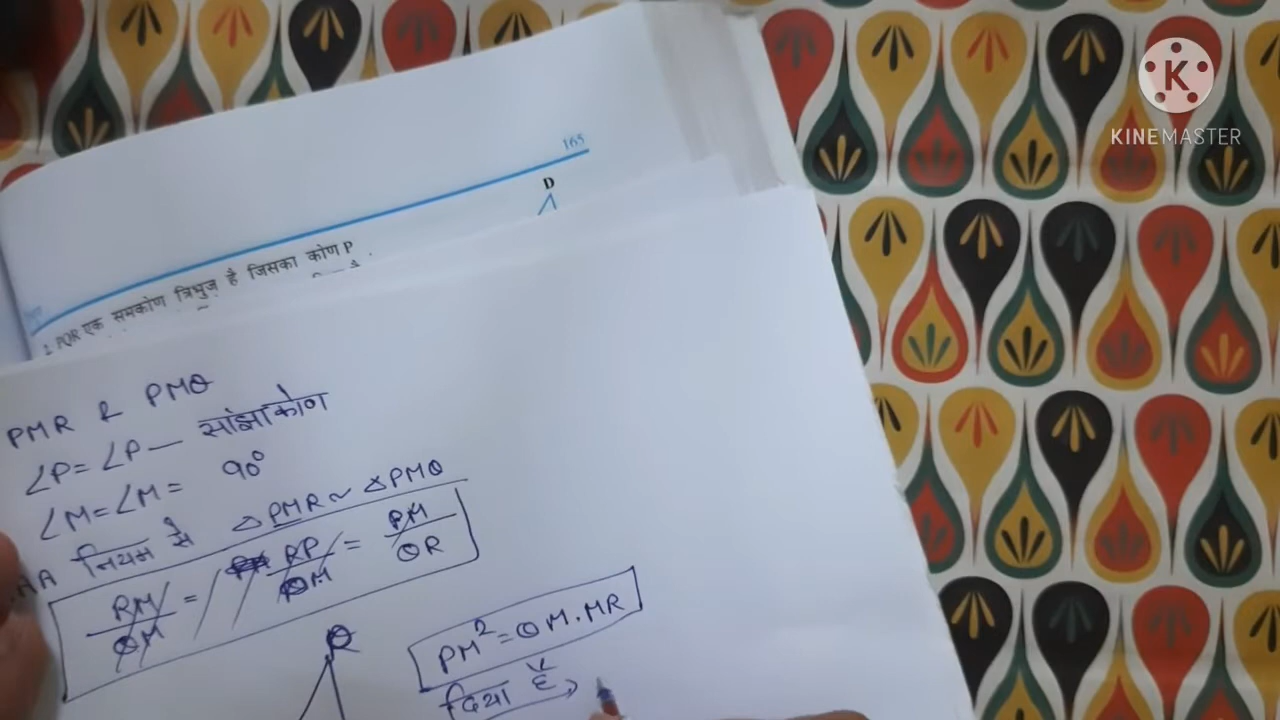 K
KINEMASTER
165
D
2. PQR एक समकोण त्रिभुज है जिसका कोण P
PMR & PMQ
∠P = ∠P — सांझा कोण
∠M = ∠M = 90°
AA नियम से △PMR ~ △PMQ
RM/QM = RP/QM = PM/QR
Q
PM² = QM.MR
दिया है